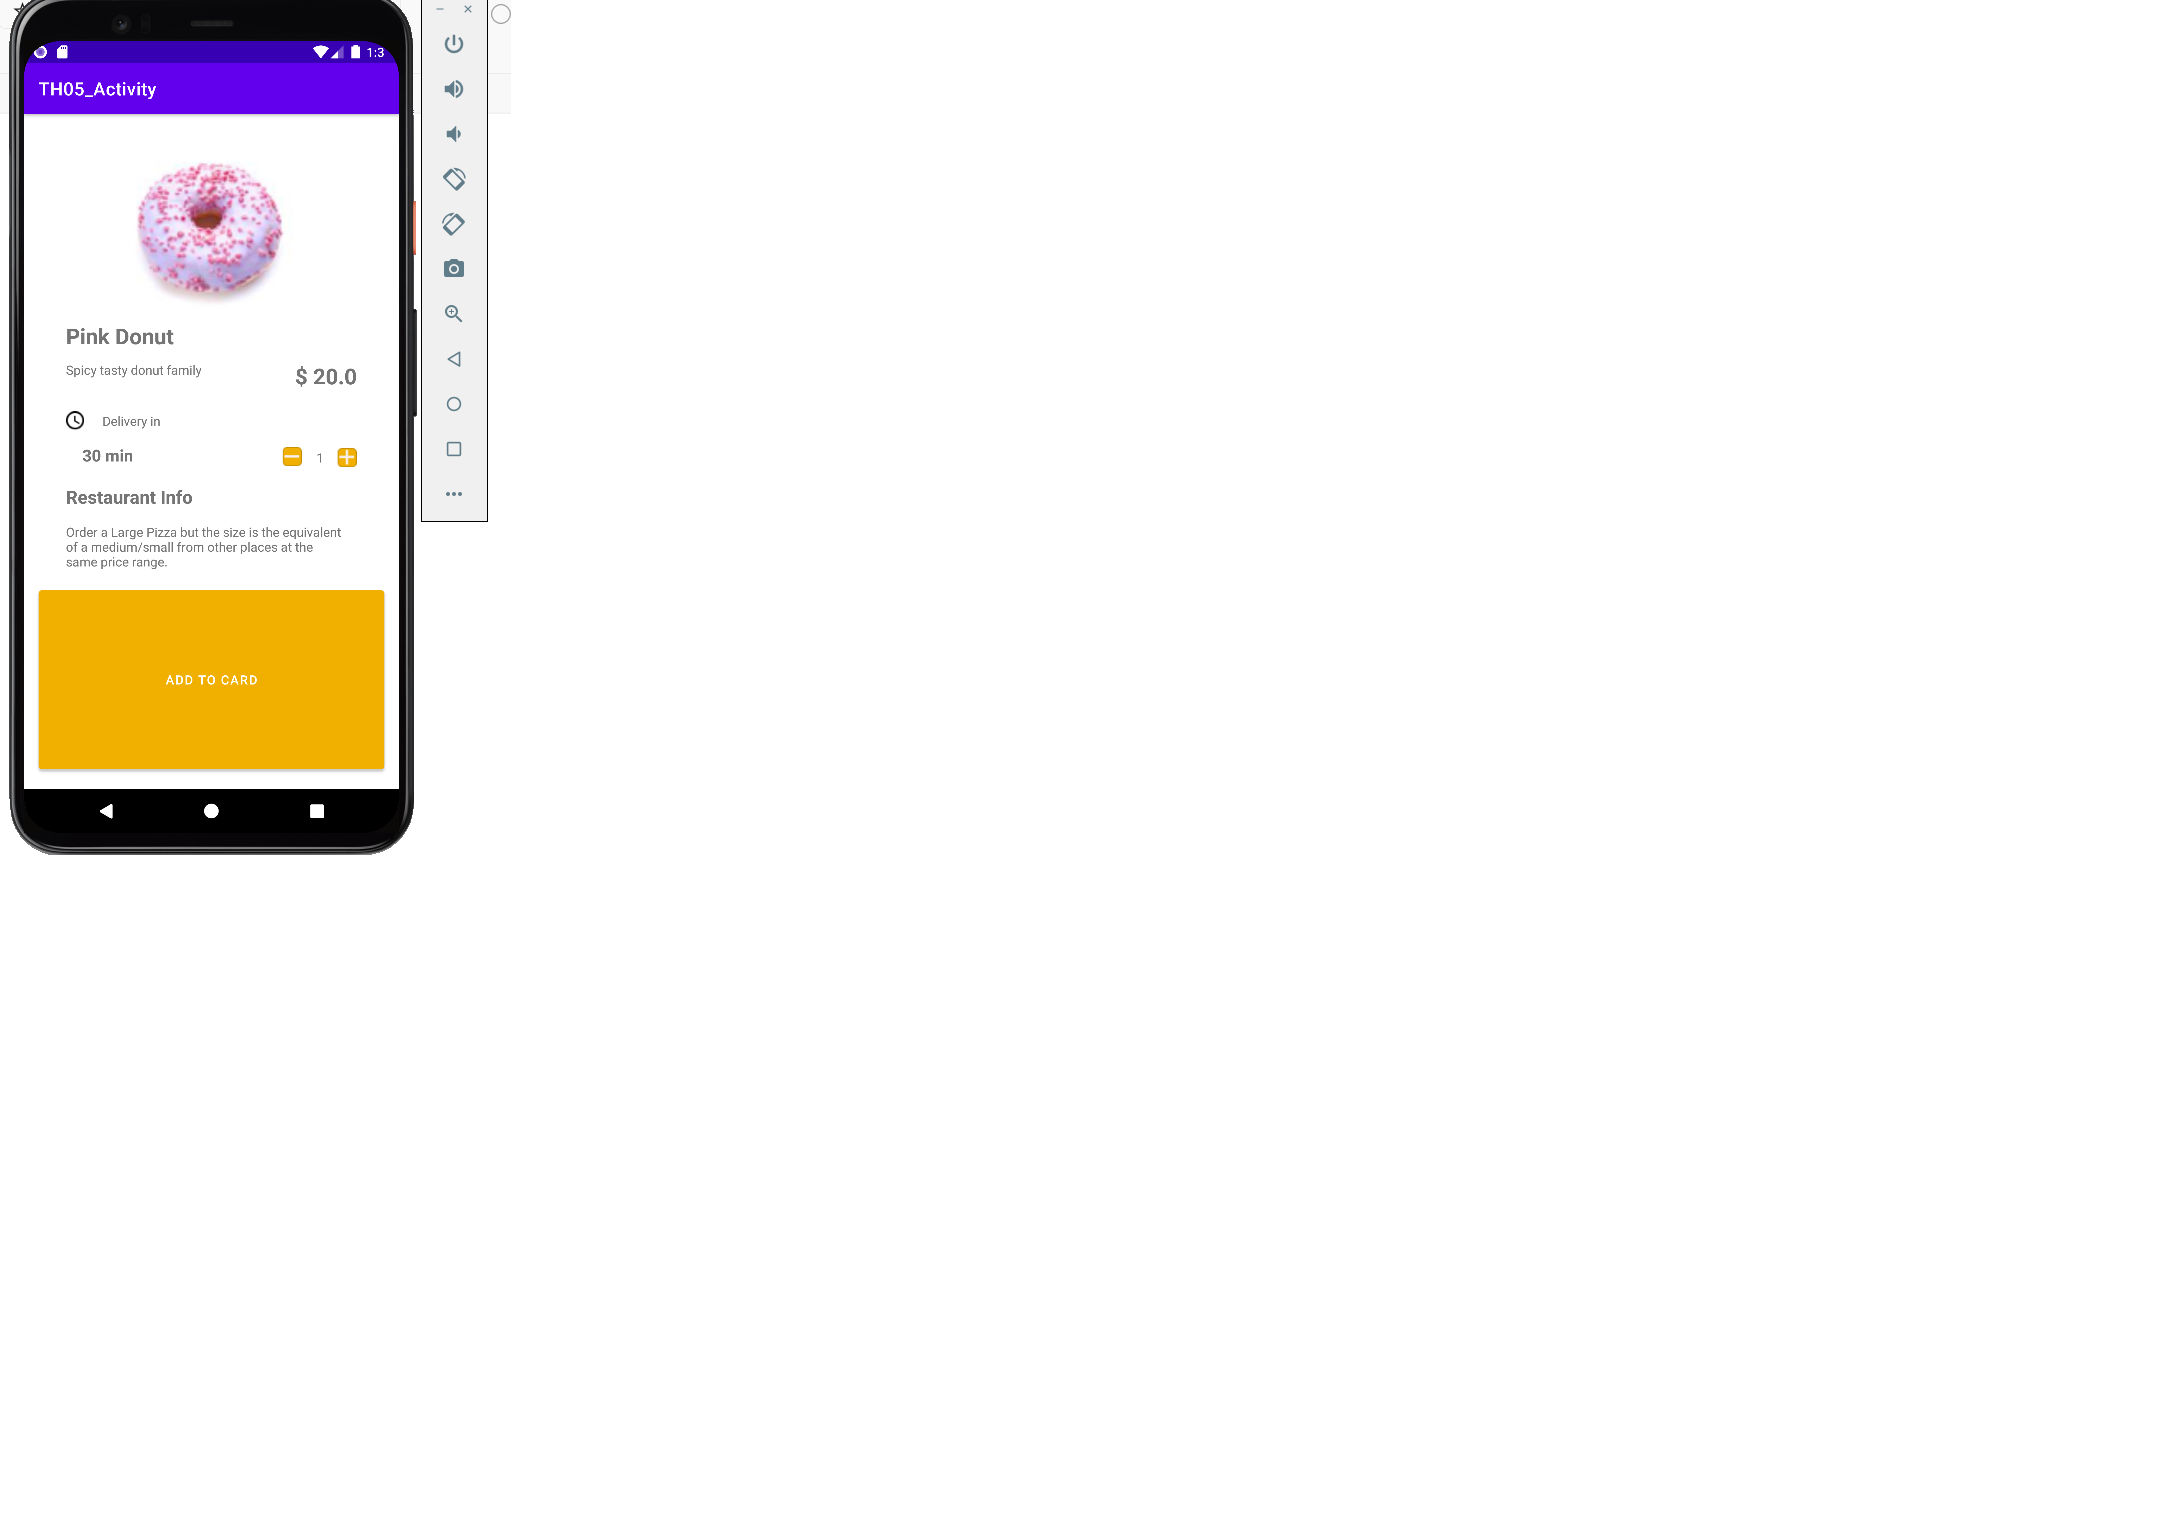 1:3
TH05_Activity
Pink Donut
Spicy tasty donut family
$ 20.0
Delivery in
30 min
1
Restaurant Info
Order a Large Pizza but the size is the equivalent
of a medium/small from other places at the
same price range.
ADD TO CARD